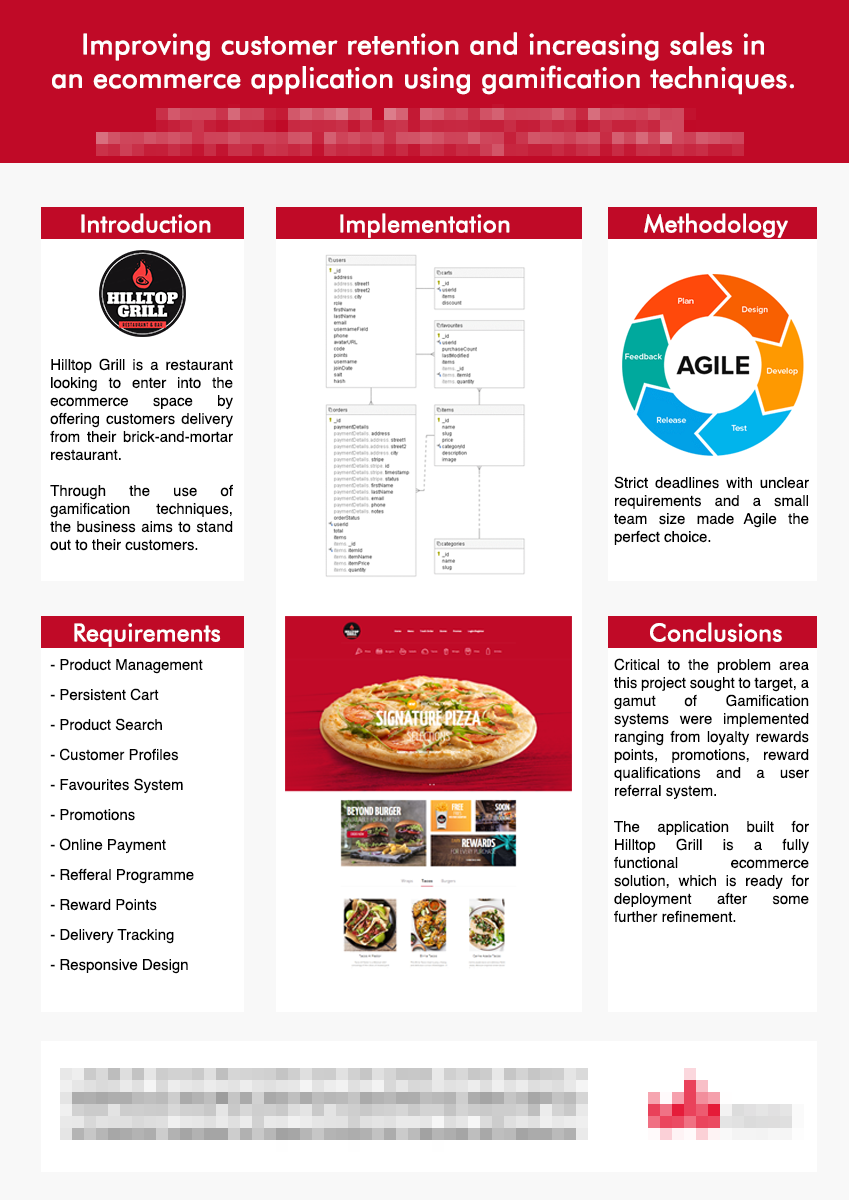 Improving customer retention and increasing sales in
an ecommerce application using gamification techniques.
Introduction
HILLTOP
GRILL
RESTAURANT & BAR
Hilltop Grill is a restaurant
looking to enter into the
ecommerce space by
offering customers delivery
from their brick-and-mortar
restaurant.
Through the use of
gamification techniques,
the business aims to stand
out to their customers.
Requirements
- Product Management
- Persistent Cart
- Product Search
- Customer Profiles
- Favourites System
- Promotions
- Online Payment
- Refferal Programme
- Reward Points
- Delivery Tracking
- Responsive Design
Implementation
users
_id
address
address.street1
address.street2
address.city
role
firstName
lastName
email
usernameField
phone
avatarURL
code
points
username
joinDate
salt
hash
carts
_id
userId
items
discount
favourites
_id
userId
purchaseCount
lastModified
items
items._id
items.itemId
items.quantity
orders
_id
paymentDetails
paymentDetails.address
paymentDetails.address.street1
paymentDetails.address.street2
paymentDetails.address.city
paymentDetails.stripe
paymentDetails.stripe.id
paymentDetails.stripe.timestamp
paymentDetails.stripe.status
paymentDetails.firstName
paymentDetails.lastName
paymentDetails.email
paymentDetails.phone
paymentDetails.notes
orderStatus
userId
total
items
items._id
items.itemId
items.itemName
items.itemPrice
items.quantity
items
_id
name
slug
price
categoryId
description
image
categories
_id
name
slug
SIGNATURE PIZZA
SELECTIONS
BEYOND BURGER
FREE
SOON
REWARDS
FOR EVERY PURCHASE
Wraps Tacos Burgers
Methodology
Plan
Design
Develop
Test
Release
Feedback
AGILE
Strict deadlines with unclear
requirements and a small
team size made Agile the
perfect choice.
Conclusions
Critical to the problem area
this project sought to target, a
gamut of Gamification
systems were implemented
ranging from loyalty rewards
points, promotions, reward
qualifications and a user
referral system.
The application built for
Hilltop Grill is a fully
functional ecommerce
solution, which is ready for
deployment after some
further refinement.